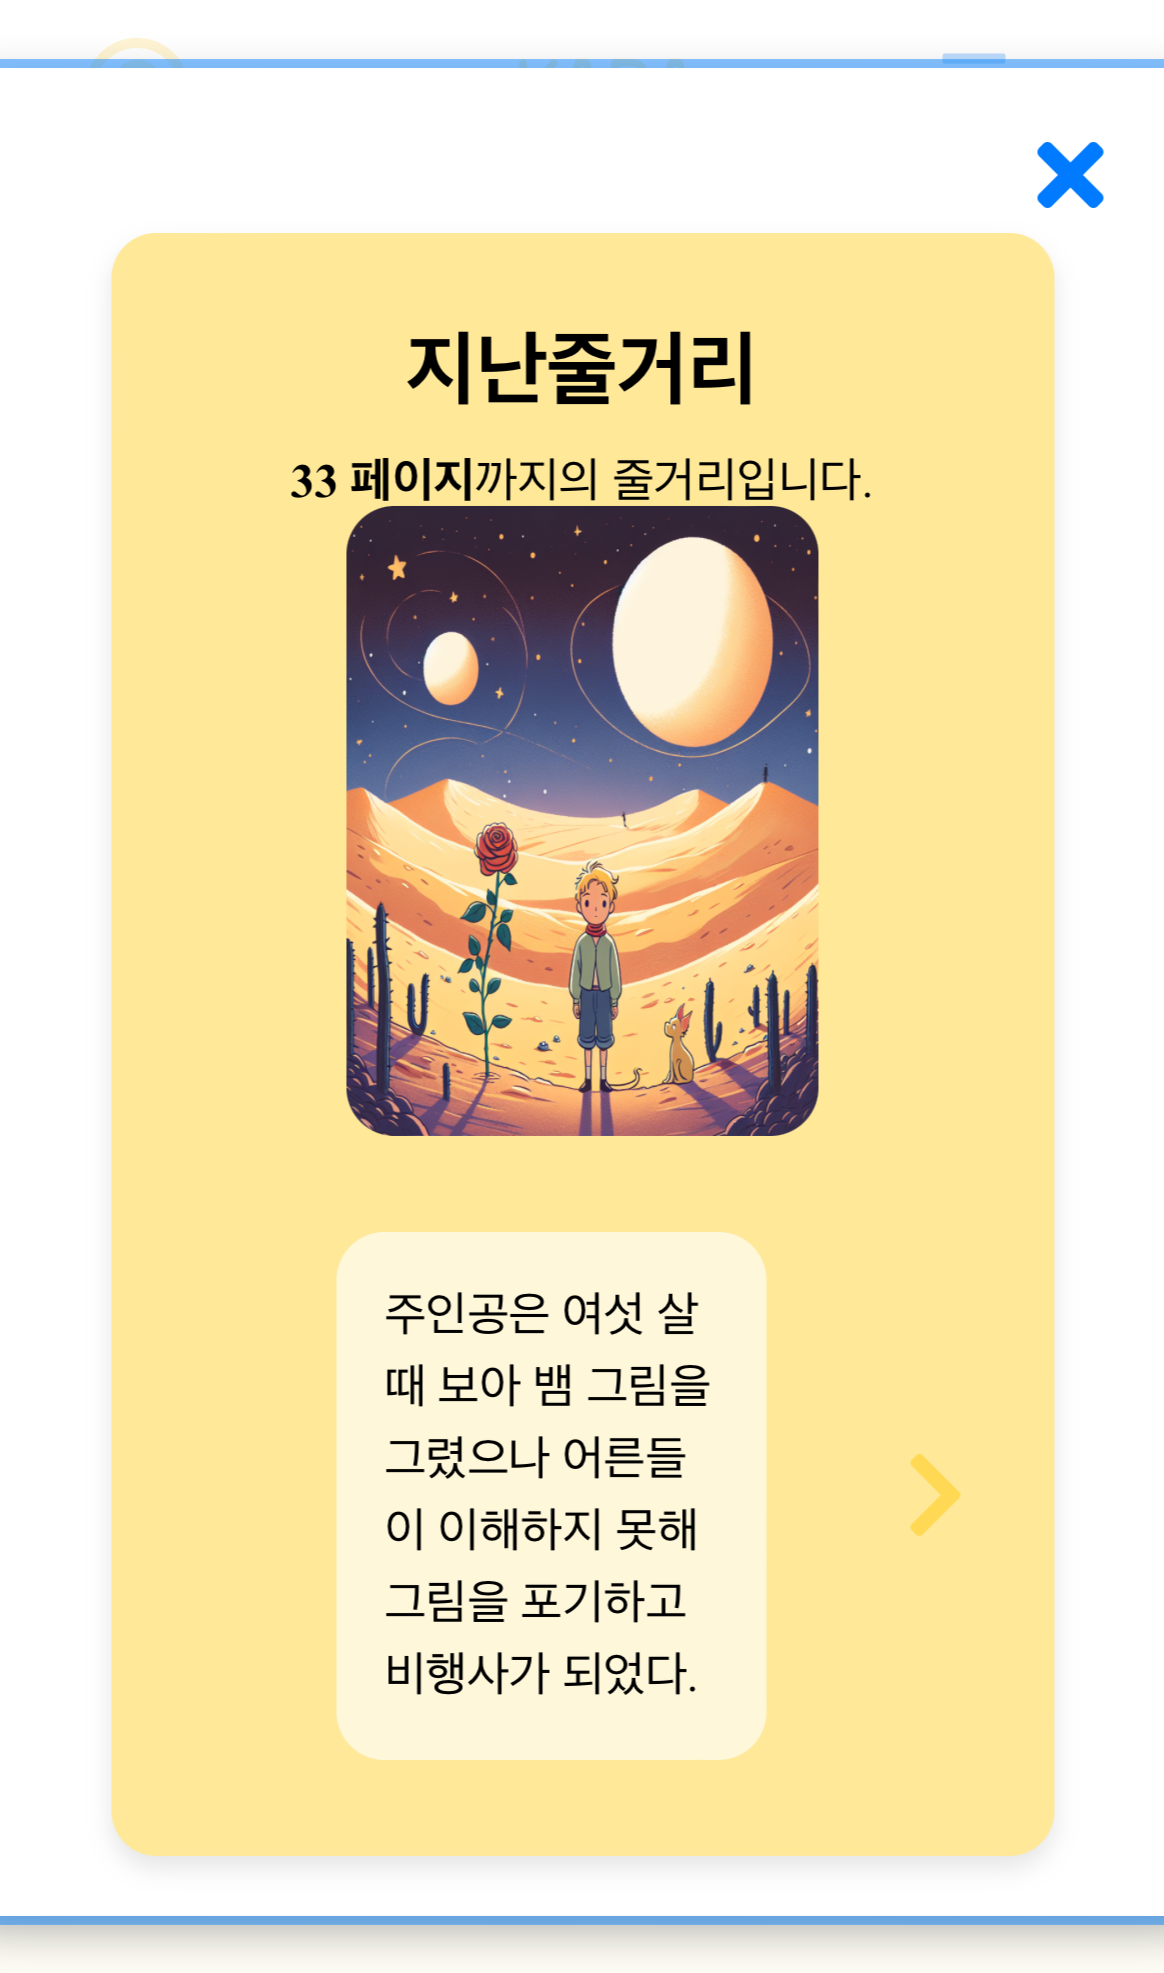 지난줄거리
33 페이지까지의 줄거리입니다.
주인공은 여섯 살
때 보아 뱀 그림을
그렸으나 어른들
이 이해하지 못해
그림을 포기하고
비행사가 되었다.